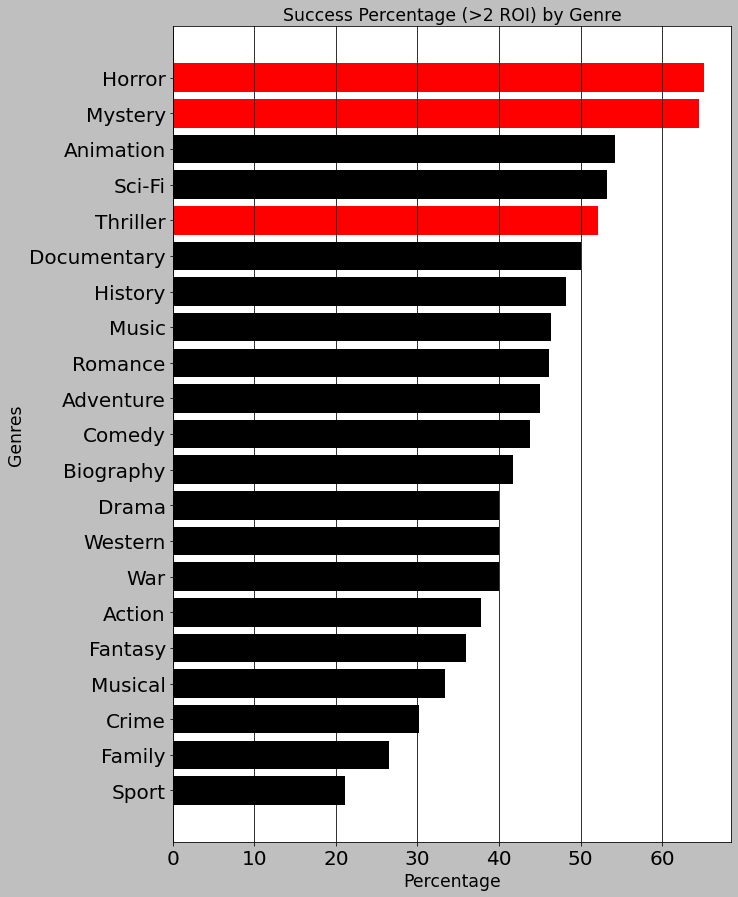 Success Percentage (>2 ROI) by Genre
Horror
Mystery
Animation
Sci-Fi
Thriller
Documentary
History
Music
Romance
Adventure
Comedy
Biography
Drama
Western
War
Action
Fantasy
Musical
Crime
Family
Sport
Genres
0 10 20 30 40 50 60
Percentage